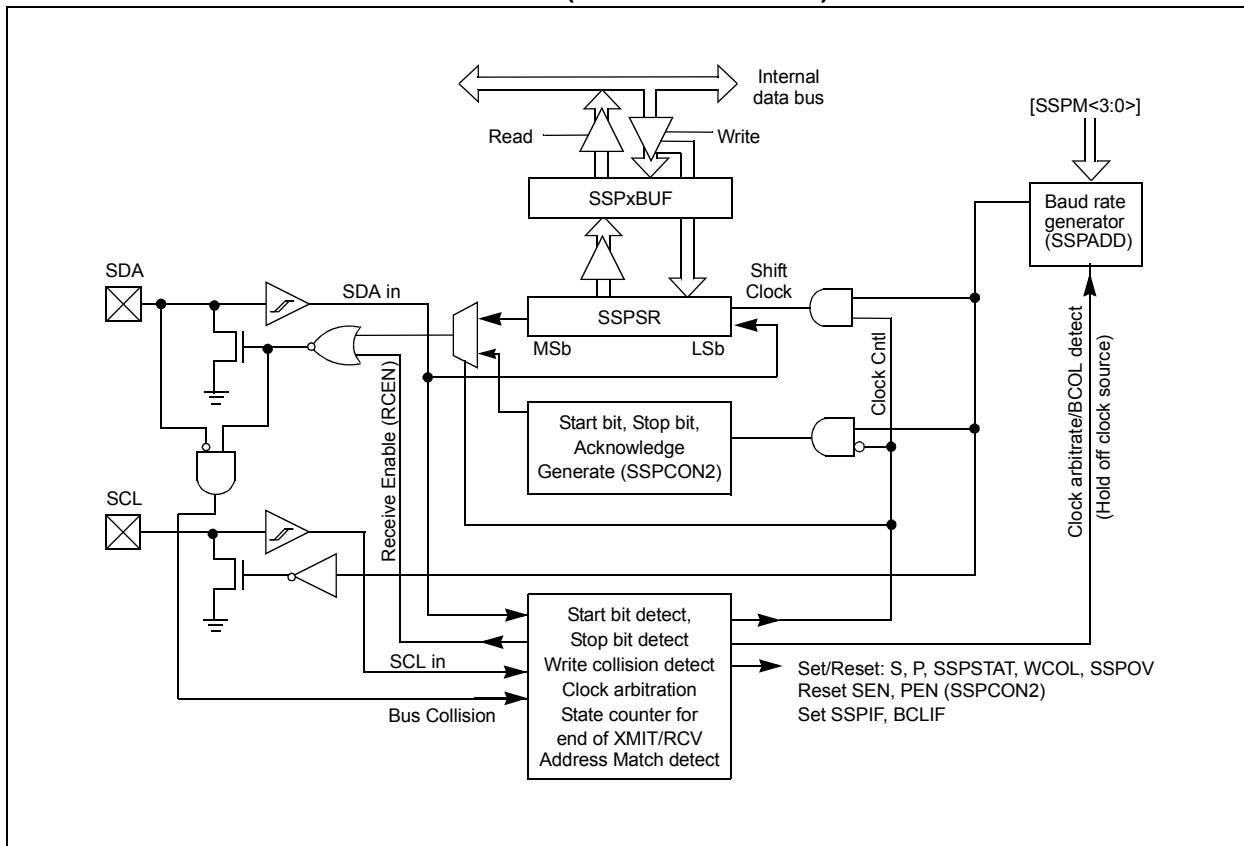 Internal
data bus
[SSPM<3:0>]
Read
Write
SSPxBUF
Baud rate
generator
(SSPADD)
SDA
SDA in
Shift
Clock
SSPSR
MSb
LSb
Receive Enable (RCEN)
Clock Cntl
Clock arbitrate/BCOL detect
(Hold off clock source)
Start bit, Stop bit,
Acknowledge
Generate (SSPCON2)
SCL
SCL in
Bus Collision
Start bit detect,
Stop bit detect
Write collision detect
Clock arbitration
State counter for
end of XMIT/RCV
Address Match detect
Set/Reset: S, P, SSPSTAT, WCOL, SSPOV
Reset SEN, PEN (SSPCON2)
Set SSPIF, BCLIF